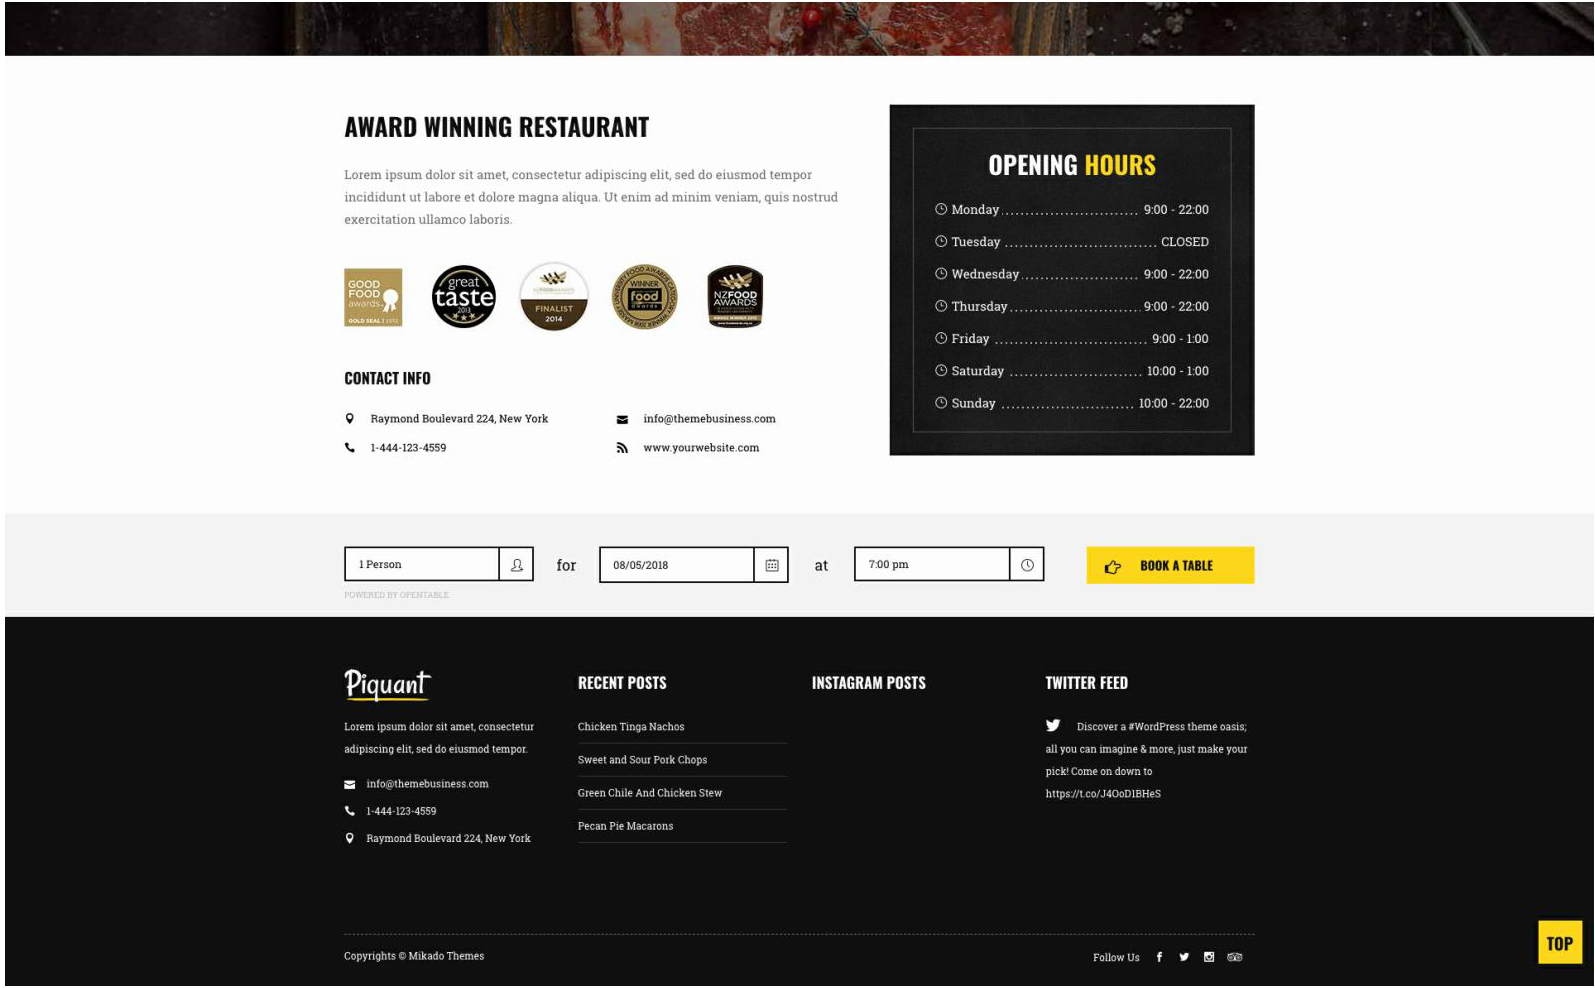 AWARD WINNING RESTAURANT
Lorem ipsum dolor sit amet, consectetur adipiscing elit, sed do eiusmod tempor
incididunt ut labore et dolore magna aliqua. Ut enim ad minim veniam, quis nostrud
exercitation ullamco laboris.
GOOD
FOOD
awards
GOLD SEAL | 2012
great
taste
2013
FINALIST
2014
WINNER
food
awards
NZFOOD
AWARDS
CONTACT INFO
Raymond Boulevard 224, New York
info@themebusiness.com
1-444-123-4559
www.yourwebsite.com
OPENING HOURS
Monday 9:00 - 22:00
Tuesday CLOSED
Wednesday 9:00 - 22:00
Thursday 9:00 - 22:00
Friday 9:00 - 1:00
Saturday 10:00 - 1:00
Sunday 10:00 - 22:00
1 Person for 08/05/2018 at 7:00 pm BOOK A TABLE
POWERED BY OPENTABLE
Piquant
Lorem ipsum dolor sit amet, consectetur
adipiscing elit, sed do eiusmod tempor.
info@themebusiness.com
1-444-123-4559
Raymond Boulevard 224, New York
RECENT POSTS
Chicken Tinga Nachos
Sweet and Sour Pork Chops
Green Chile And Chicken Stew
Pecan Pie Macarons
INSTAGRAM POSTS
TWITTER FEED
Discover a #WordPress theme oasis;
all you can imagine & more, just make your
pick! Come on down to
https://t.co/J4OoD1BHeS
Copyrights © Mikado Themes
Follow Us
TOP